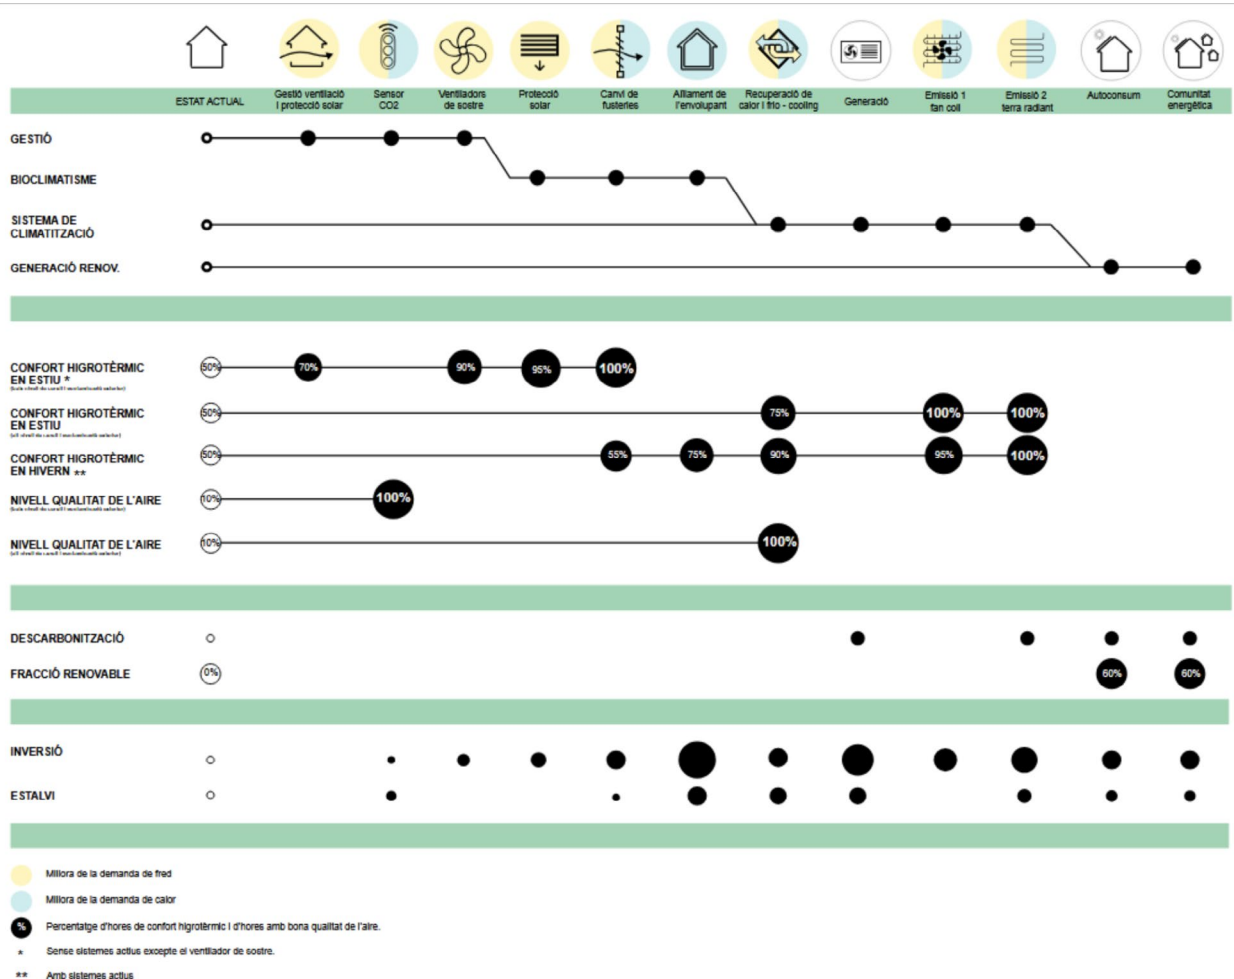 ESTAT ACTUAL
Gestió ventilació
i protecció solar
Sensor
CO2
Ventiladors
de sostre
Protecció
solar
Canvi de
fusteries
Aïllament de
l'envolupant
Recuperació de
calor i frio - cooling
Generació
Emissió 1
fan coil
Emissió 2
terra radiant
Autoconsum
Comunitat
energètica
GESTIÓ
BIOCLIMATISME
SISTEMA DE
CLIMATITZACIÓ
GENERACIÓ RENOV.
CONFORT HIGROTÈRMIC
EN ESTIU *
50% 70% 90% 95% 100%
CONFORT HIGROTÈRMIC
EN ESTIU
50% 75% 100% 100%
CONFORT HIGROTÈRMIC
EN HIVERN **
50% 55% 75% 90% 95% 100%
NIVELL QUALITAT DE L'AIRE
10% 100%
NIVELL QUALITAT DE L'AIRE
10% 100%
DESCARBONITZACIÓ
FRACCIÓ RENOVABLE
0% 60% 60%
INVERSIÓ
ESTALVI
Millora de la demanda de fred
Millora de la demanda de calor
% Percentatge d'hores de confort higrotèrmic i d'hores amb bona qualitat de l'aire.
* Sense sistemes actius excepte el ventilador de sostre.
** Amb sistemes actius